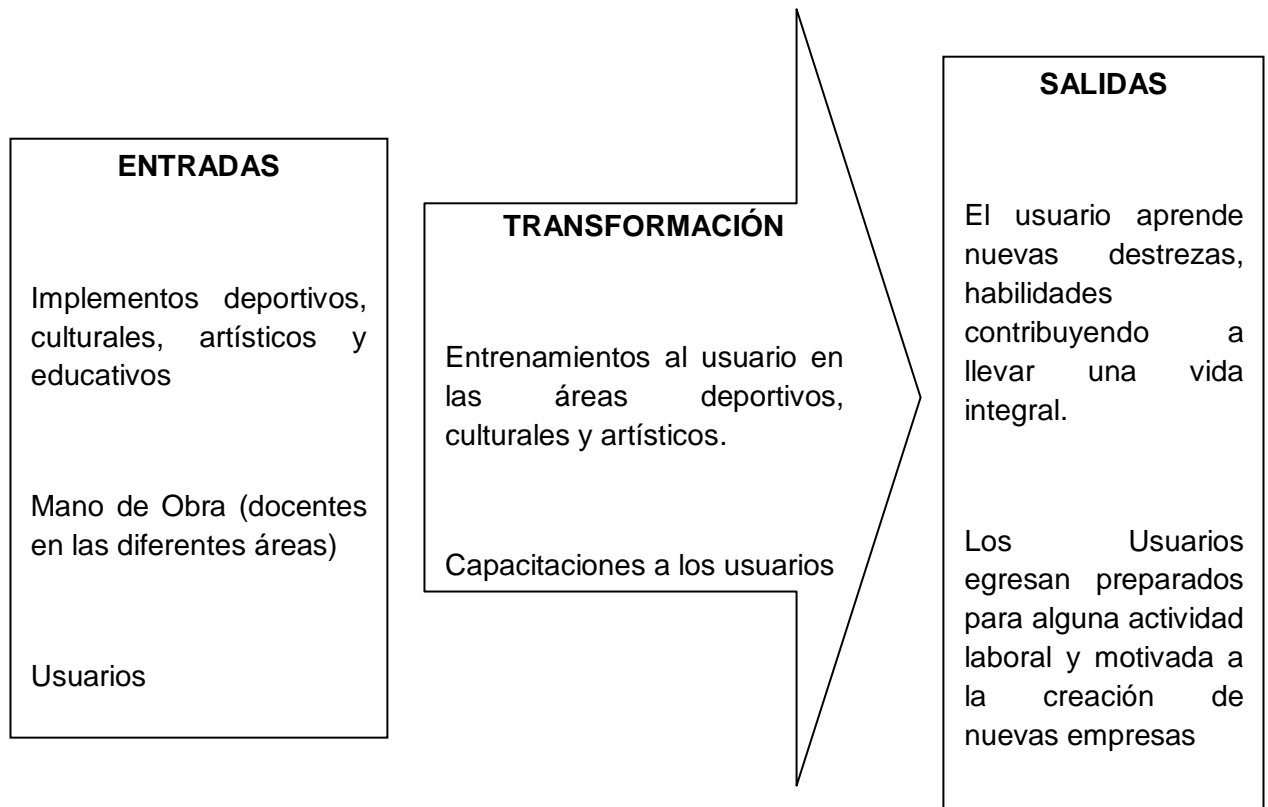 ENTRADAS
Implementos deportivos,
culturales, artísticos y
educativos
Mano de Obra (docentes
en las diferentes áreas)
Usuarios
TRANSFORMACIÓN
Entrenamientos al usuario en
las áreas deportivos,
culturales y artísticos.
Capacitaciones a los usuarios
SALIDAS
El usuario aprende
nuevas destrezas,
habilidades
contribuyendo a
llevar una vida
integral.
Los Usuarios
egresan preparados
para alguna actividad
laboral y motivada a
la creación de
nuevas empresas